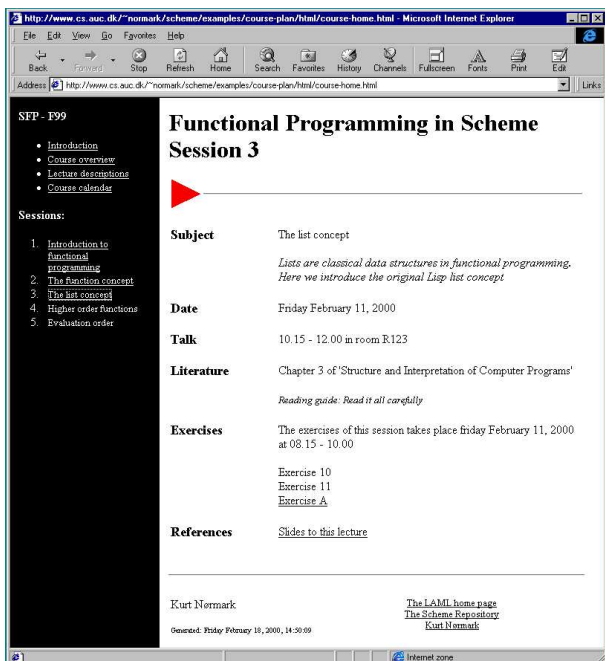 http://www.cs.auc.dk/~normark/scheme/examples/course-plan/html/course-home.html - Microsoft Internet Explorer
File Edit View Go Favorites Help
Back Forward Stop Refresh Home Search Favorites History Channels Fullscreen Fonts Print Edit
Address http://www.cs.auc.dk/~normark/scheme/examples/course-plan/html/course-home.html Links
SFP - F99
Introduction
Course overview
Lecture descriptions
Course calendar
Sessions:
1. Introduction to
functional
programming
2. The function concept
3. The list concept
4. Higher order functions
5. Evaluation order
Functional Programming in Scheme
Session 3
Subject The list concept
Lists are classical data structures in functional programming.
Here we introduce the original Lisp list concept
Date Friday February 11, 2000
Talk 10.15 - 12.00 in room R123
Literature Chapter 3 of 'Structure and Interpretation of Computer Programs'
Reading guide: Read it all carefully
Exercises The exercises of this session takes place friday February 11, 2000
at 08.15 - 10.00
Exercise 10
Exercise 11
Exercise A
References Slides to this lecture
Kurt Nørmark
Generated: Friday February 18, 2000, 14:50:09
The LAML home page
The Scheme Repository
Kurt Nørmark
Internet zone